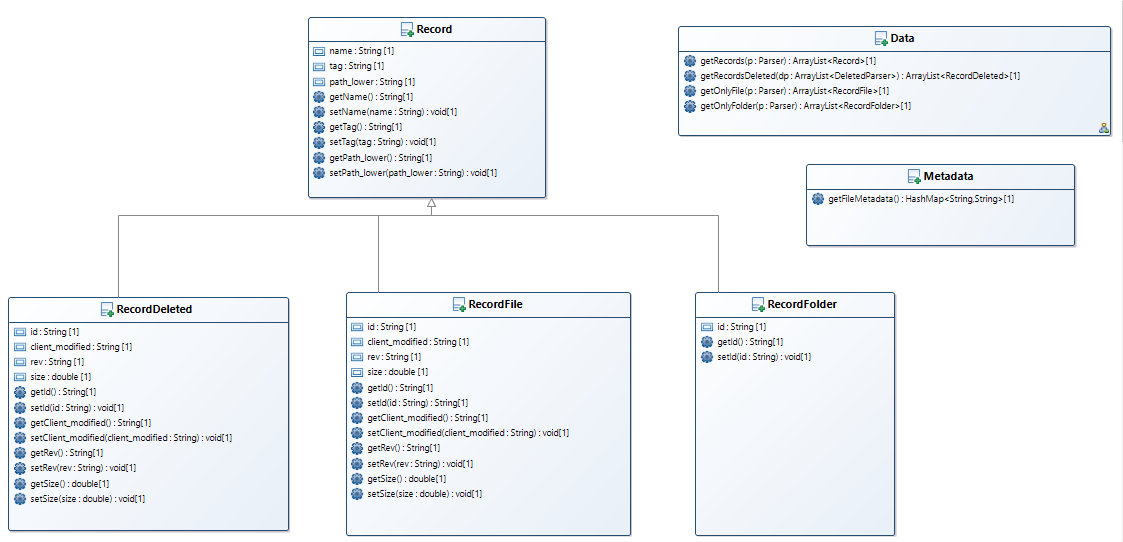 Record
name : String [1]
tag : String [1]
path_lower : String [1]
getName() : String[1]
setName(name : String) : void[1]
getTag() : String[1]
setTag(tag : String) : void[1]
getPath_lower() : String[1]
setPath_lower(path_lower : String) : void[1]
Data
getRecords(p : Parser) : ArrayList<Record>[1]
getRecordsDeleted(dp : ArrayList<DeletedParser>) : ArrayList<RecordDeleted>[1]
getOnlyFile(p : Parser) : ArrayList<RecordFile>[1]
getOnlyFolder(p : Parser) : ArrayList<RecordFolder>[1]
Metadata
getFileMetadata() : HashMap<String,String>[1]
RecordDeleted
id : String [1]
client_modified : String [1]
rev : String [1]
size : double [1]
getId() : String[1]
setId(id : String) : void[1]
getClient_modified() : String[1]
setClient_modified(client_modified : String) : void[1]
getRev() : String[1]
setRev(rev : String) : void[1]
getSize() : double[1]
setSize(size : double) : void[1]
RecordFile
id : String [1]
client_modified : String [1]
rev : String [1]
size : double [1]
getId() : String[1]
setId(id : String) : String[1]
getClient_modified() : String[1]
setClient_modified(client_modified : String) : void[1]
getRev() : String[1]
setRev(rev : String) : void[1]
getSize() : double[1]
setSize(size : double) : void[1]
RecordFolder
id : String [1]
getId() : String[1]
setId(id : String) : void[1]